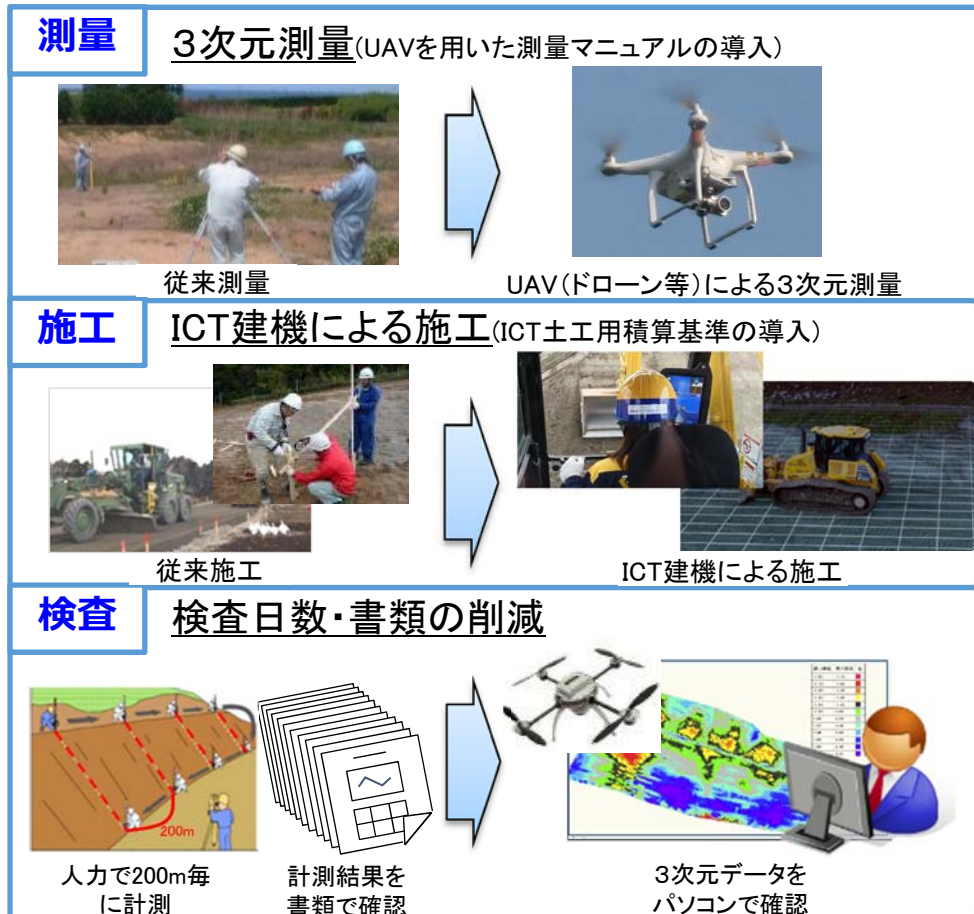 測量
３次元測量(UAVを用いた測量マニュアルの導入)
従来測量
UAV(ドローン等)による３次元測量
施工
ICT建機による施工(ICT土工用積算基準の導入)
従来施工
ICT建機による施工
検査
検査日数・書類の削減
200m
人力で200m毎
に計測
計測結果を
書類で確認
３次元データを
パソコンで確認